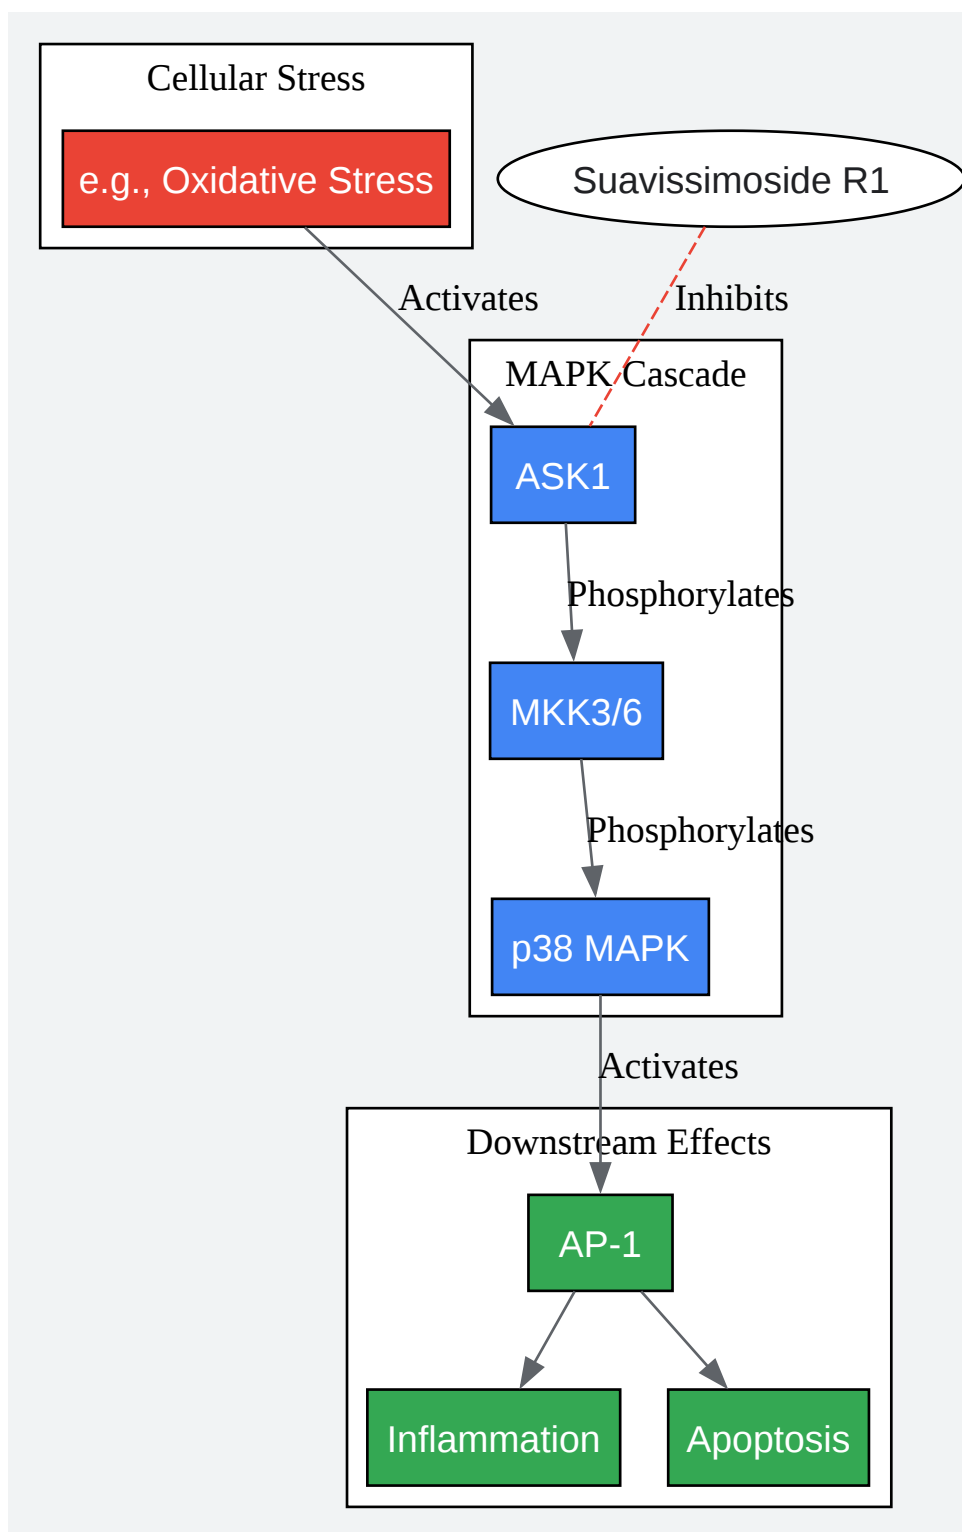 Cellular Stress
e.g., Oxidative Stress
Suavissimoside R1
Activates
Inhibits
MAPK Cascade
ASK1
Phosphorylates
MKK3/6
Phosphorylates
p38 MAPK
Activates
Downstream Effects
AP-1
Inflammation
Apoptosis